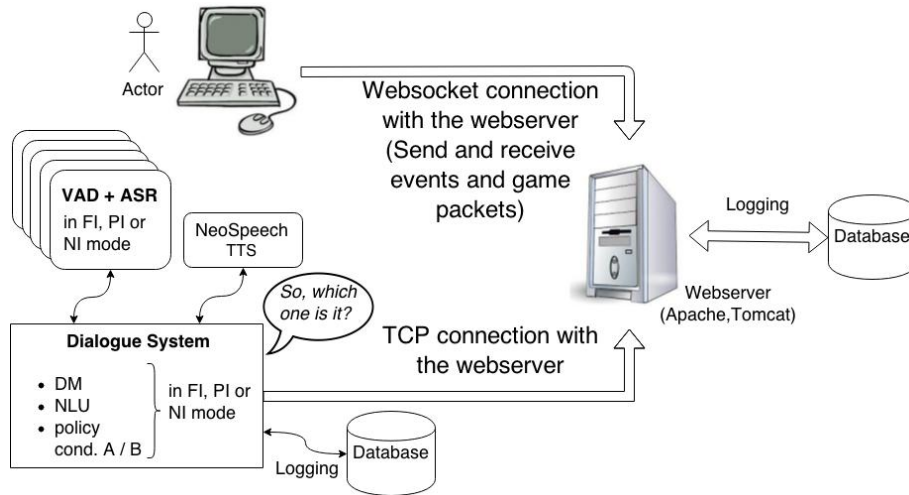 Actor
Websocket connection
with the webserver
(Send and receive
events and game
packets)
VAD + ASR
in FI, PI or
NI mode
NeoSpeech
TTS
So, which
one is it?
Logging
Database
Webserver
(Apache,Tomcat)
TCP connection with
the webserver
Dialogue System
• DM
• NLU
• policy
cond. A / B
in FI, PI or
NI mode
Logging
Database